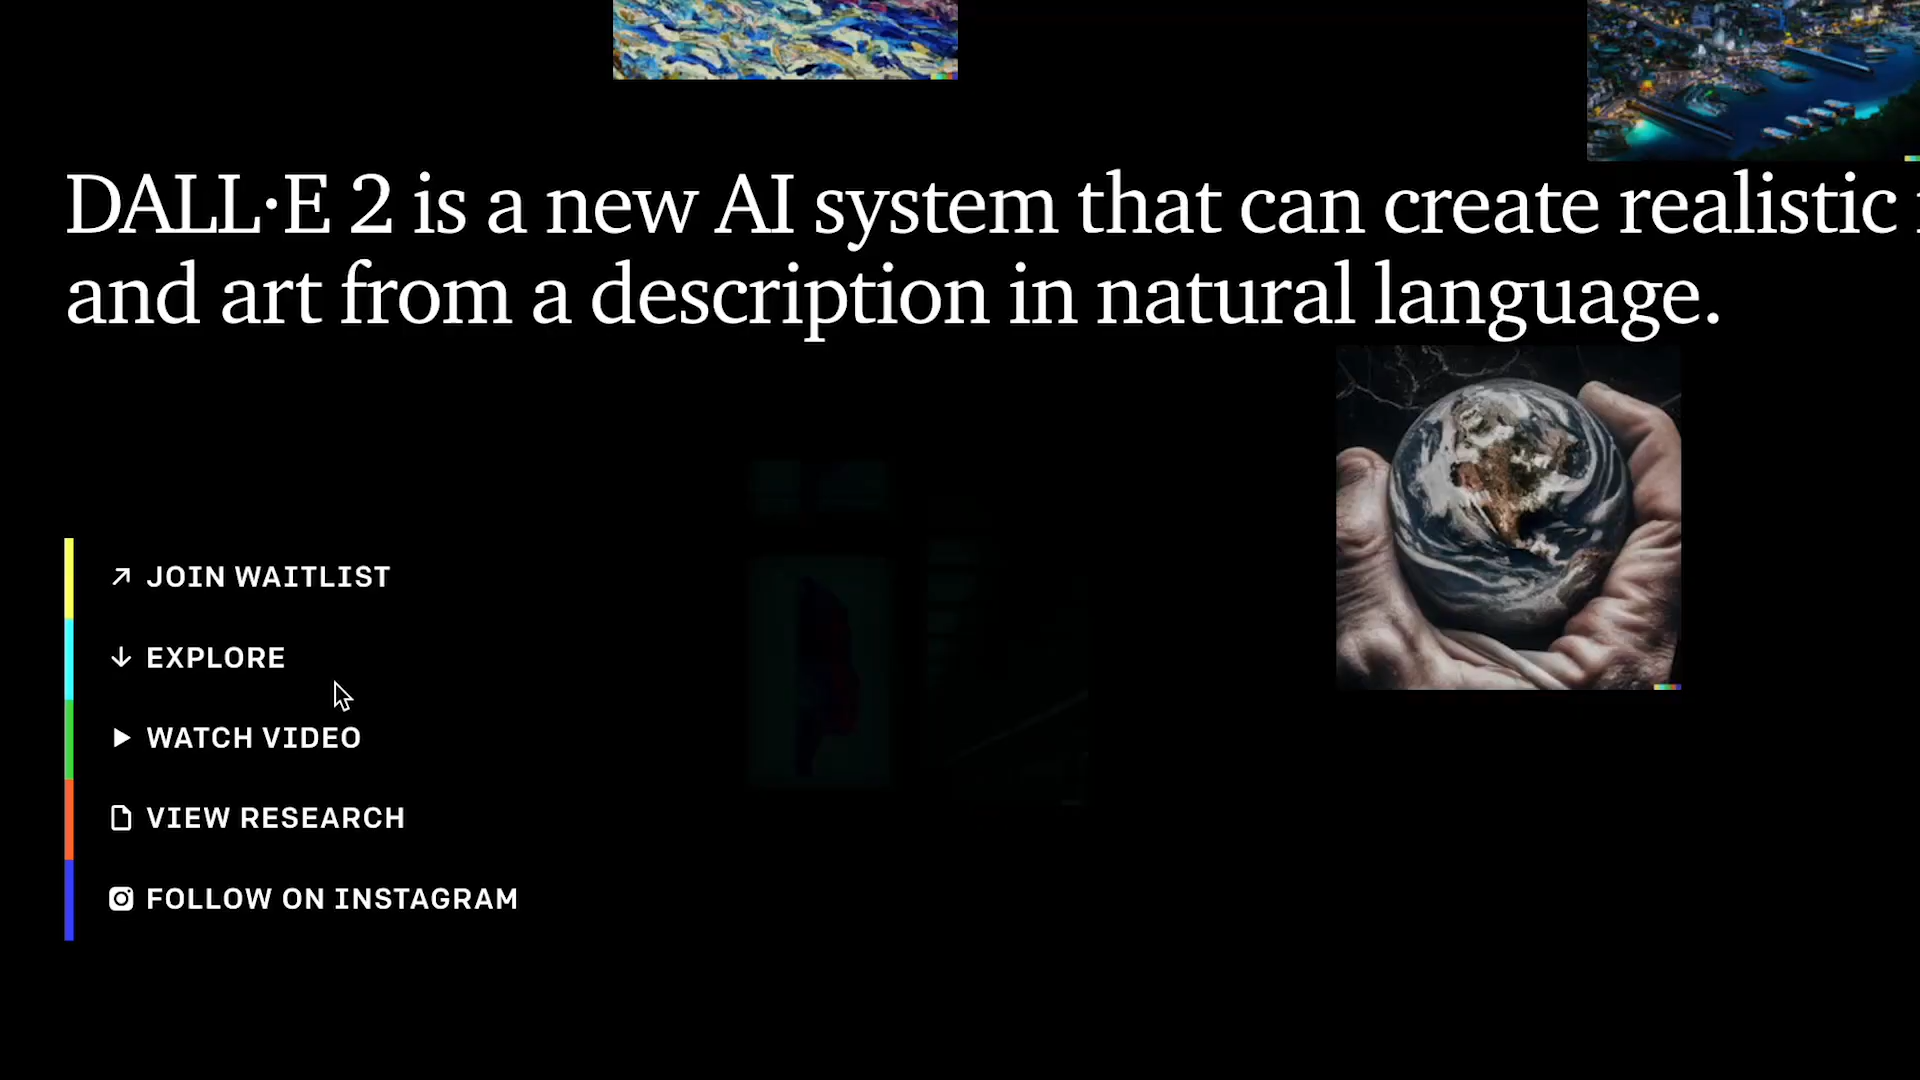 DALL·E 2 is a new AI system that can create realistic
and art from a description in natural language.
JOIN WAITLIST
EXPLORE
WATCH VIDEO
VIEW RESEARCH
FOLLOW ON INSTAGRAM